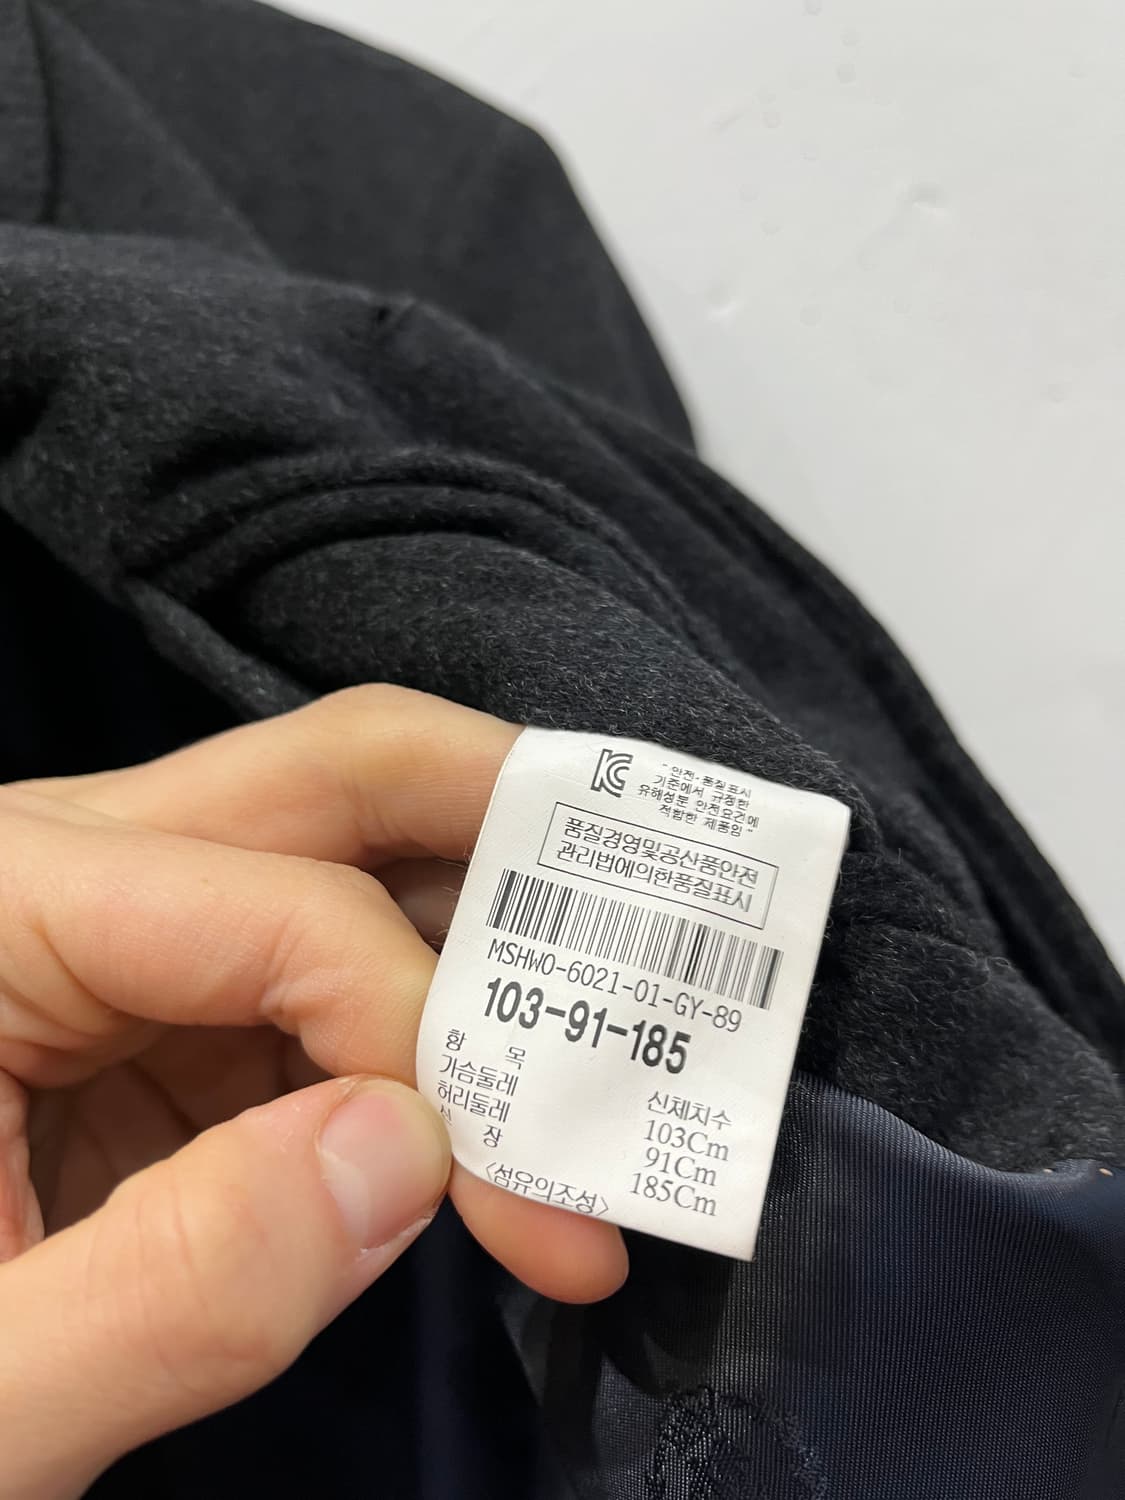 KC
"안전·품질표시
기준에서 규정한
유해성분 안전요건에
적합한 제품임"
품질경영및공산품안전
관리법에의한품질표시
MSHWO-6021-01-GY-89
103-91-185
항 목 신체치수
가슴둘레 103Cm
허리둘레 91Cm
신 장 185Cm
〈섬유의조성〉